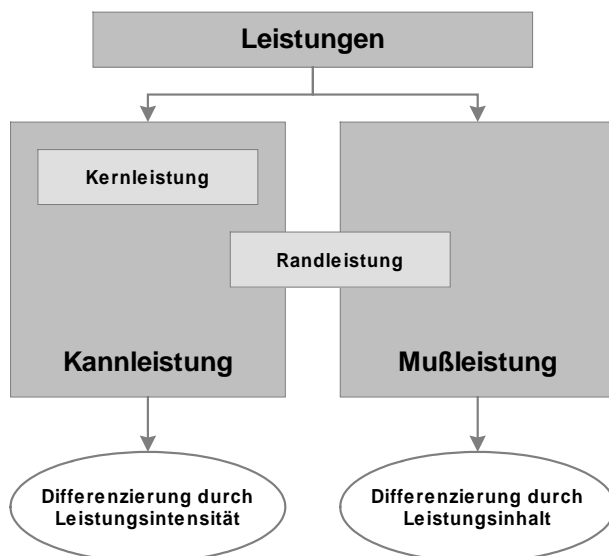 Leistungen
Kernleistung
Randleistung
Kannleistung
Mußleistung
Differenzierung durch
Leistungsintensität
Differenzierung durch
Leistungsinhalt